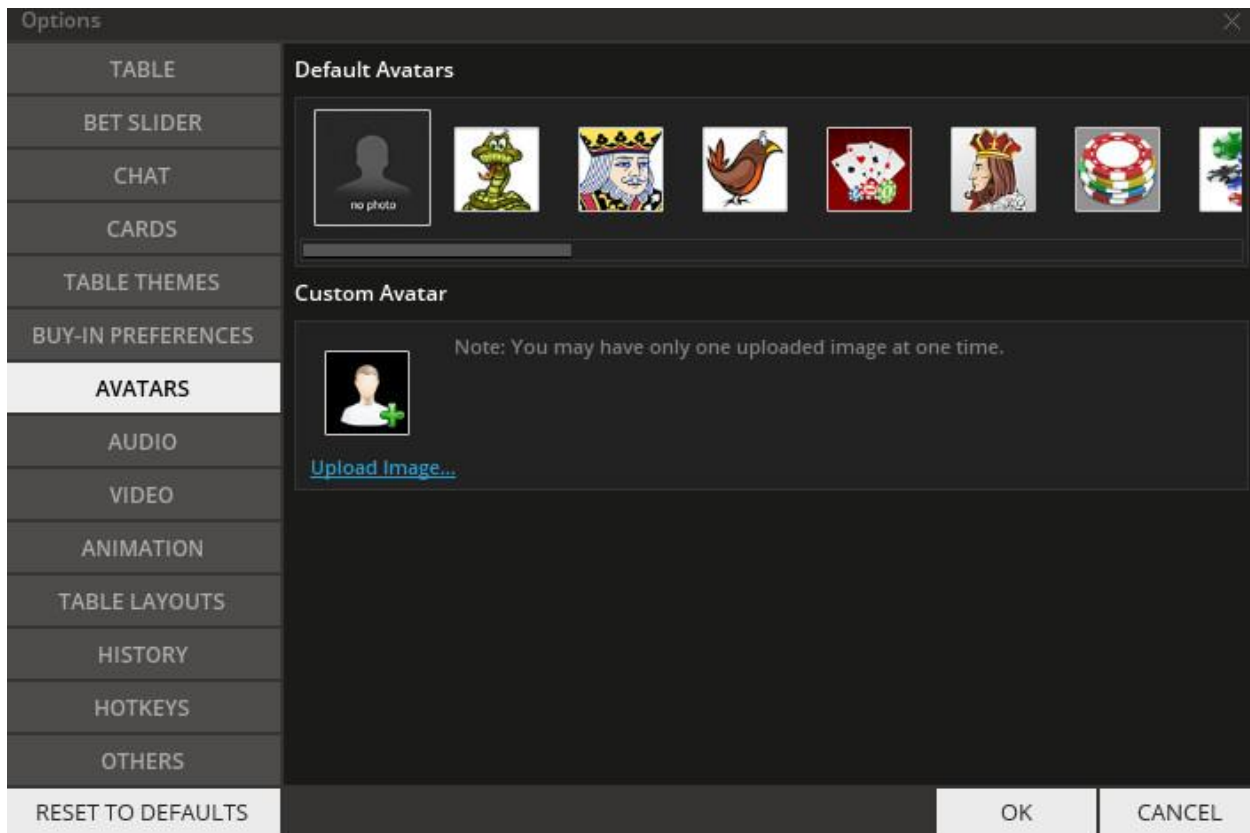 Options
TABLE
BET SLIDER
CHAT
CARDS
TABLE THEMES
BUY-IN PREFERENCES
AVATARS
AUDIO
VIDEO
ANIMATION
TABLE LAYOUTS
HISTORY
HOTKEYS
OTHERS
RESET TO DEFAULTS
Default Avatars
no photo
Custom Avatar
Note: You may have only one uploaded image at one time.
Upload Image...
OK
CANCEL